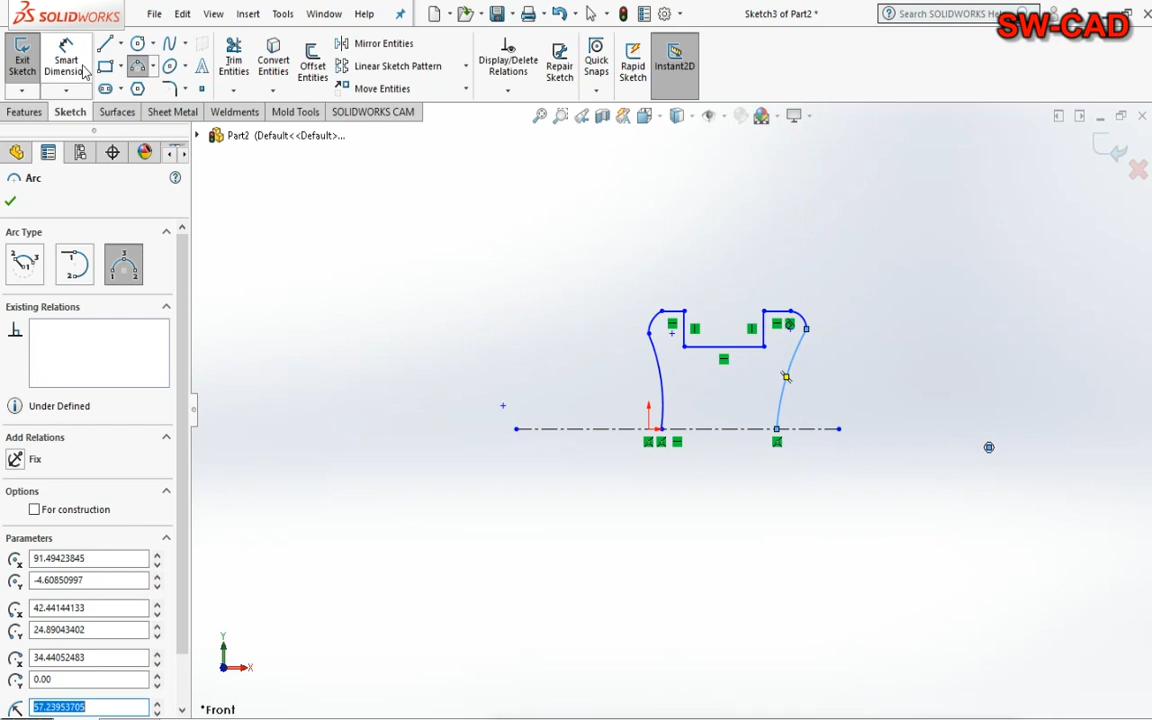 SOLIDWORKS
File
Edit
View
Insert
Tools
Window
Help
Sketch3 of Part2 *
Search SOLIDWORKS
SW-CAD
Exit Sketch
Smart Dimension
Trim Entities
Convert Entities
Offset Entities
Mirror Entities
Linear Sketch Pattern
Move Entities
Display/Delete Relations
Repair Sketch
Quick Snaps
Rapid Sketch
Instant2D
Features
Sketch
Surfaces
Sheet Metal
Weldments
Mold Tools
SOLIDWORKS CAM
Part2 (Default<<Default>...
Arc
Arc Type
Existing Relations
Under Defined
Add Relations
Fix
Options
For construction
Parameters
91.49423845
-4.60850997
42.44144133
24.89043402
34.44052483
0.00
57.23953705
Y
X
*Front